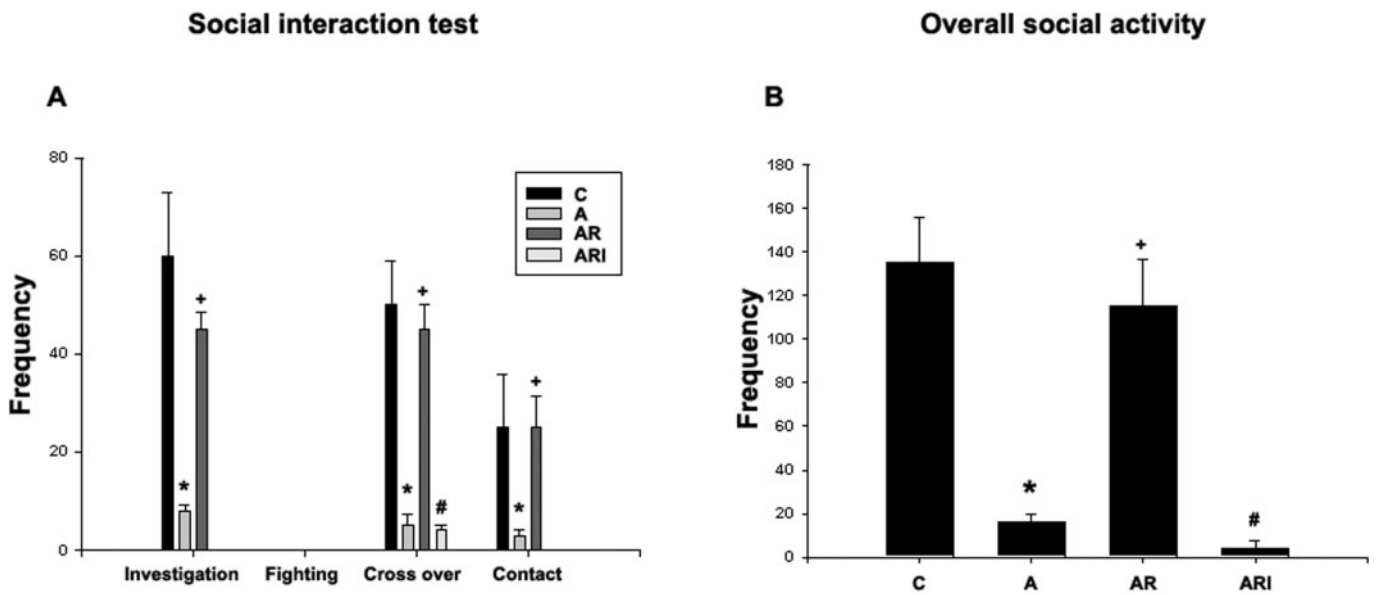 Social interaction test
A
80
60
40
20
0
Frequency
C
A
AR
ARI
*
+
*
+
#
*
+
Investigation
Fighting
Cross over
Contact
Overall social activity
B
180
160
140
120
100
80
60
40
20
0
Frequency
*
+
#
C
A
AR
ARI